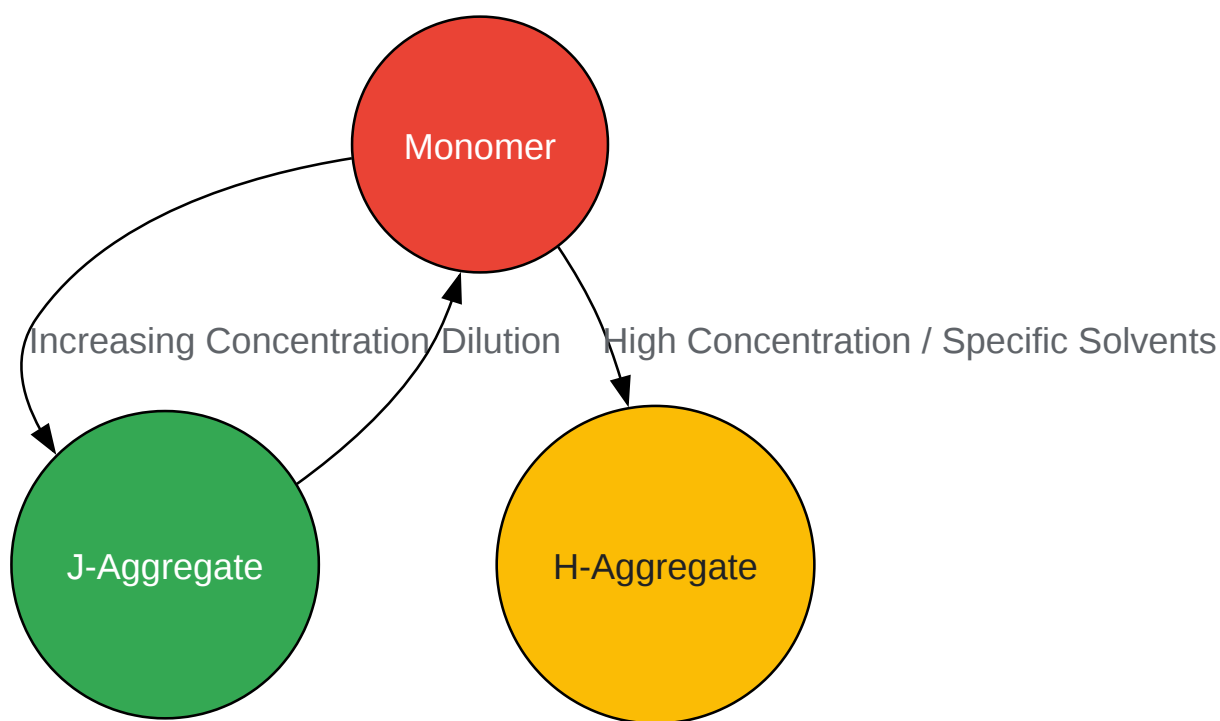 Monomer
Increasing Concentration
Dilution
High Concentration / Specific Solvents
J-Aggregate
H-Aggregate